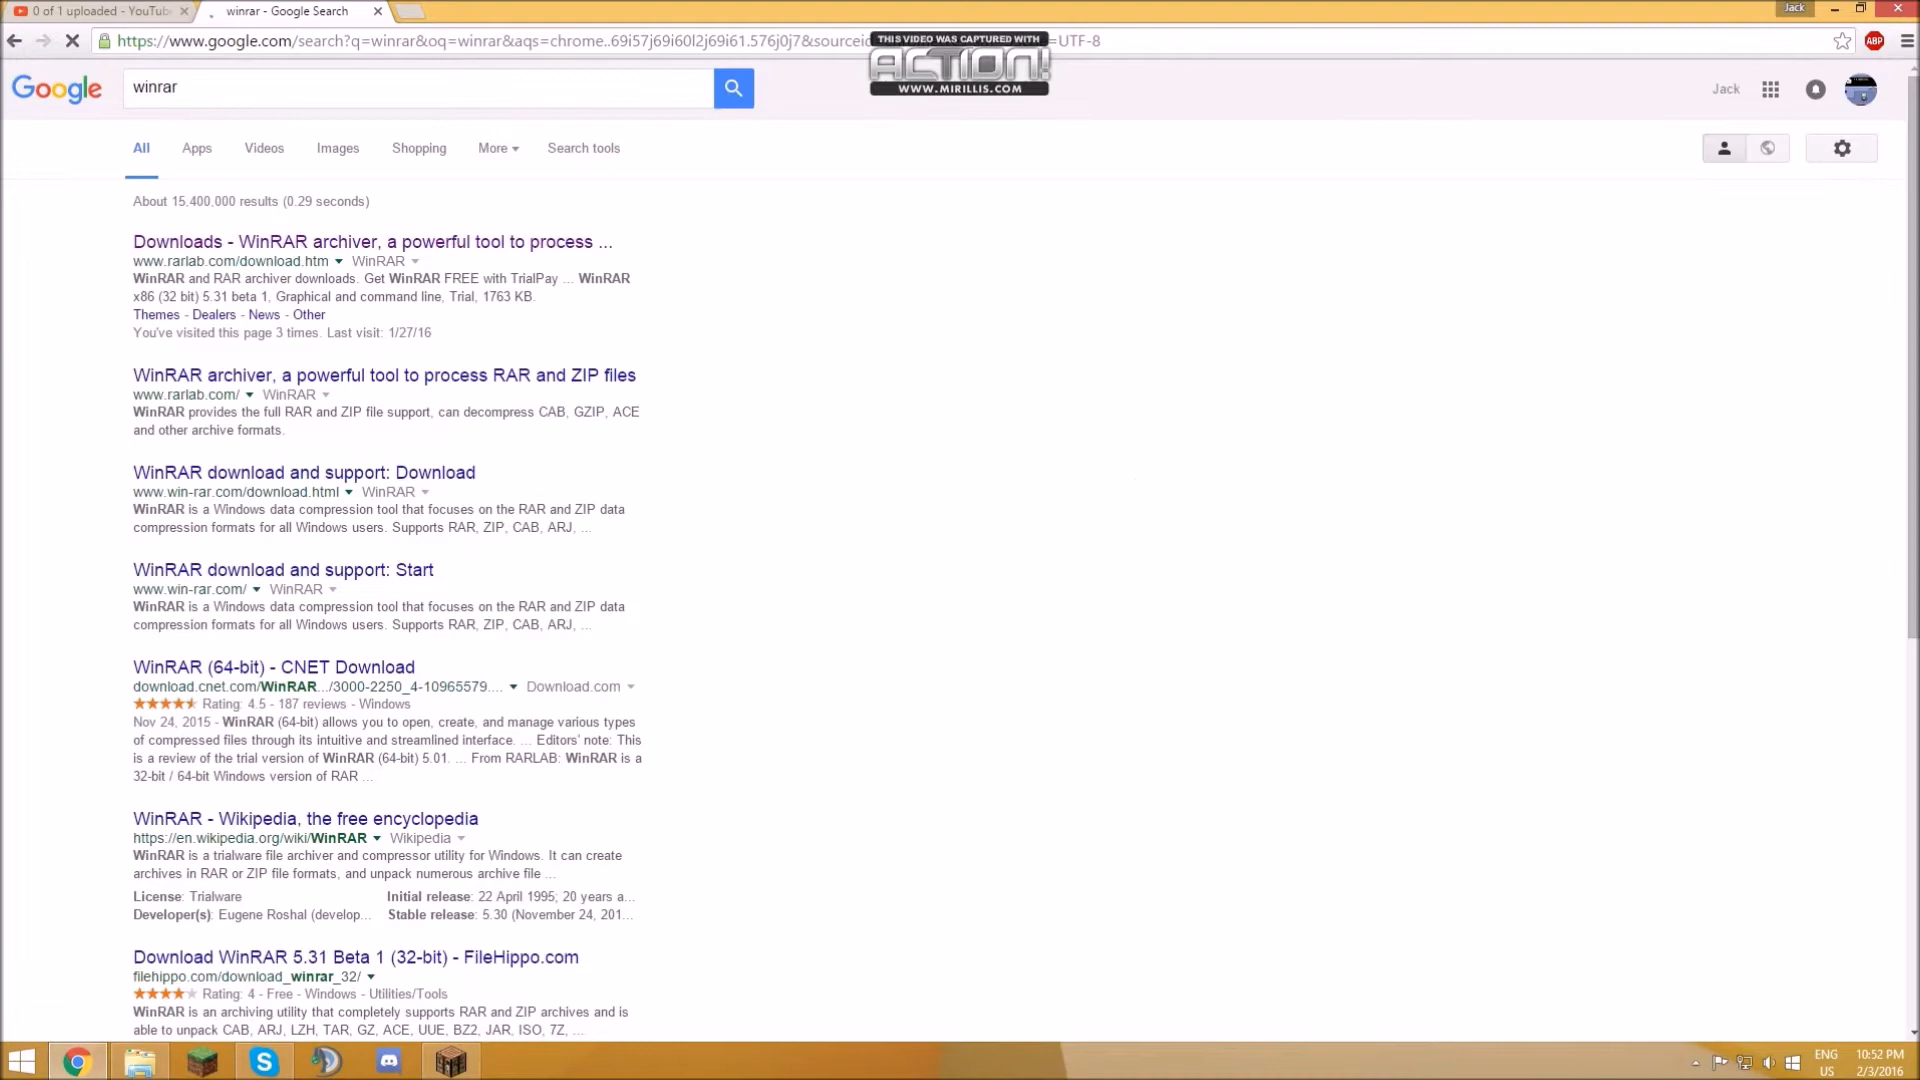 0 of 1 uploaded - YouTub
winrar - Google Search
Jack
https://www.google.com/search?q=winrar&oq=winrar&aqs=chrome..69i57j69i60l2j69i61.576j0j7&sourceid
=UTF-8
ABP
THIS VIDEO WAS CAPTURED WITH
ACTION!
WWW.MIRILLIS.COM
Google
winrar
Jack
All
Apps
Videos
Images
Shopping
More
Search tools
About 15,400,000 results (0.29 seconds)
Downloads - WinRAR archiver, a powerful tool to process ...
www.rarlab.com/download.htm WinRAR
WinRAR and RAR archiver downloads. Get WinRAR FREE with TrialPay ... WinRAR
x86 (32 bit) 5.31 beta 1, Graphical and command line, Trial, 1763 KB.
Themes - Dealers - News - Other
You've visited this page 3 times. Last visit: 1/27/16
WinRAR archiver, a powerful tool to process RAR and ZIP files
www.rarlab.com/ WinRAR
WinRAR provides the full RAR and ZIP file support, can decompress CAB, GZIP, ACE
and other archive formats.
WinRAR download and support: Download
www.win-rar.com/download.html WinRAR
WinRAR is a Windows data compression tool that focuses on the RAR and ZIP data
compression formats for all Windows users. Supports RAR, ZIP, CAB, ARJ, ...
WinRAR download and support: Start
www.win-rar.com/ WinRAR
WinRAR is a Windows data compression tool that focuses on the RAR and ZIP data
compression formats for all Windows users. Supports RAR, ZIP, CAB, ARJ, ...
WinRAR (64-bit) - CNET Download
download.cnet.com/WinRAR.../3000-2250_4-10965579.... Download.com
Rating: 4.5 - 187 reviews - Windows
Nov 24, 2015 - WinRAR (64-bit) allows you to open, create, and manage various types
of compressed files through its intuitive and streamlined interface. ... Editors' note: This
is a review of the trial version of WinRAR (64-bit) 5.01. ... From RARLAB: WinRAR is a
32-bit / 64-bit Windows version of RAR ...
WinRAR - Wikipedia, the free encyclopedia
https://en.wikipedia.org/wiki/WinRAR Wikipedia
WinRAR is a trialware file archiver and compressor utility for Windows. It can create
archives in RAR or ZIP file formats, and unpack numerous archive file ...
License: Trialware
Initial release: 22 April 1995; 20 years a...
Developer(s): Eugene Roshal (develop...
Stable release: 5.30 (November 24, 201...
Download WinRAR 5.31 Beta 1 (32-bit) - FileHippo.com
filehippo.com/download_winrar_32/
Rating: 4 - Free - Windows - Utilities/Tools
WinRAR is an archiving utility that completely supports RAR and ZIP archives and is
able to unpack CAB, ARJ, LZH, TAR, GZ, ACE, UUE, BZ2, JAR, ISO, 7Z, ...
ENG
US
10:52 PM
2/3/2016